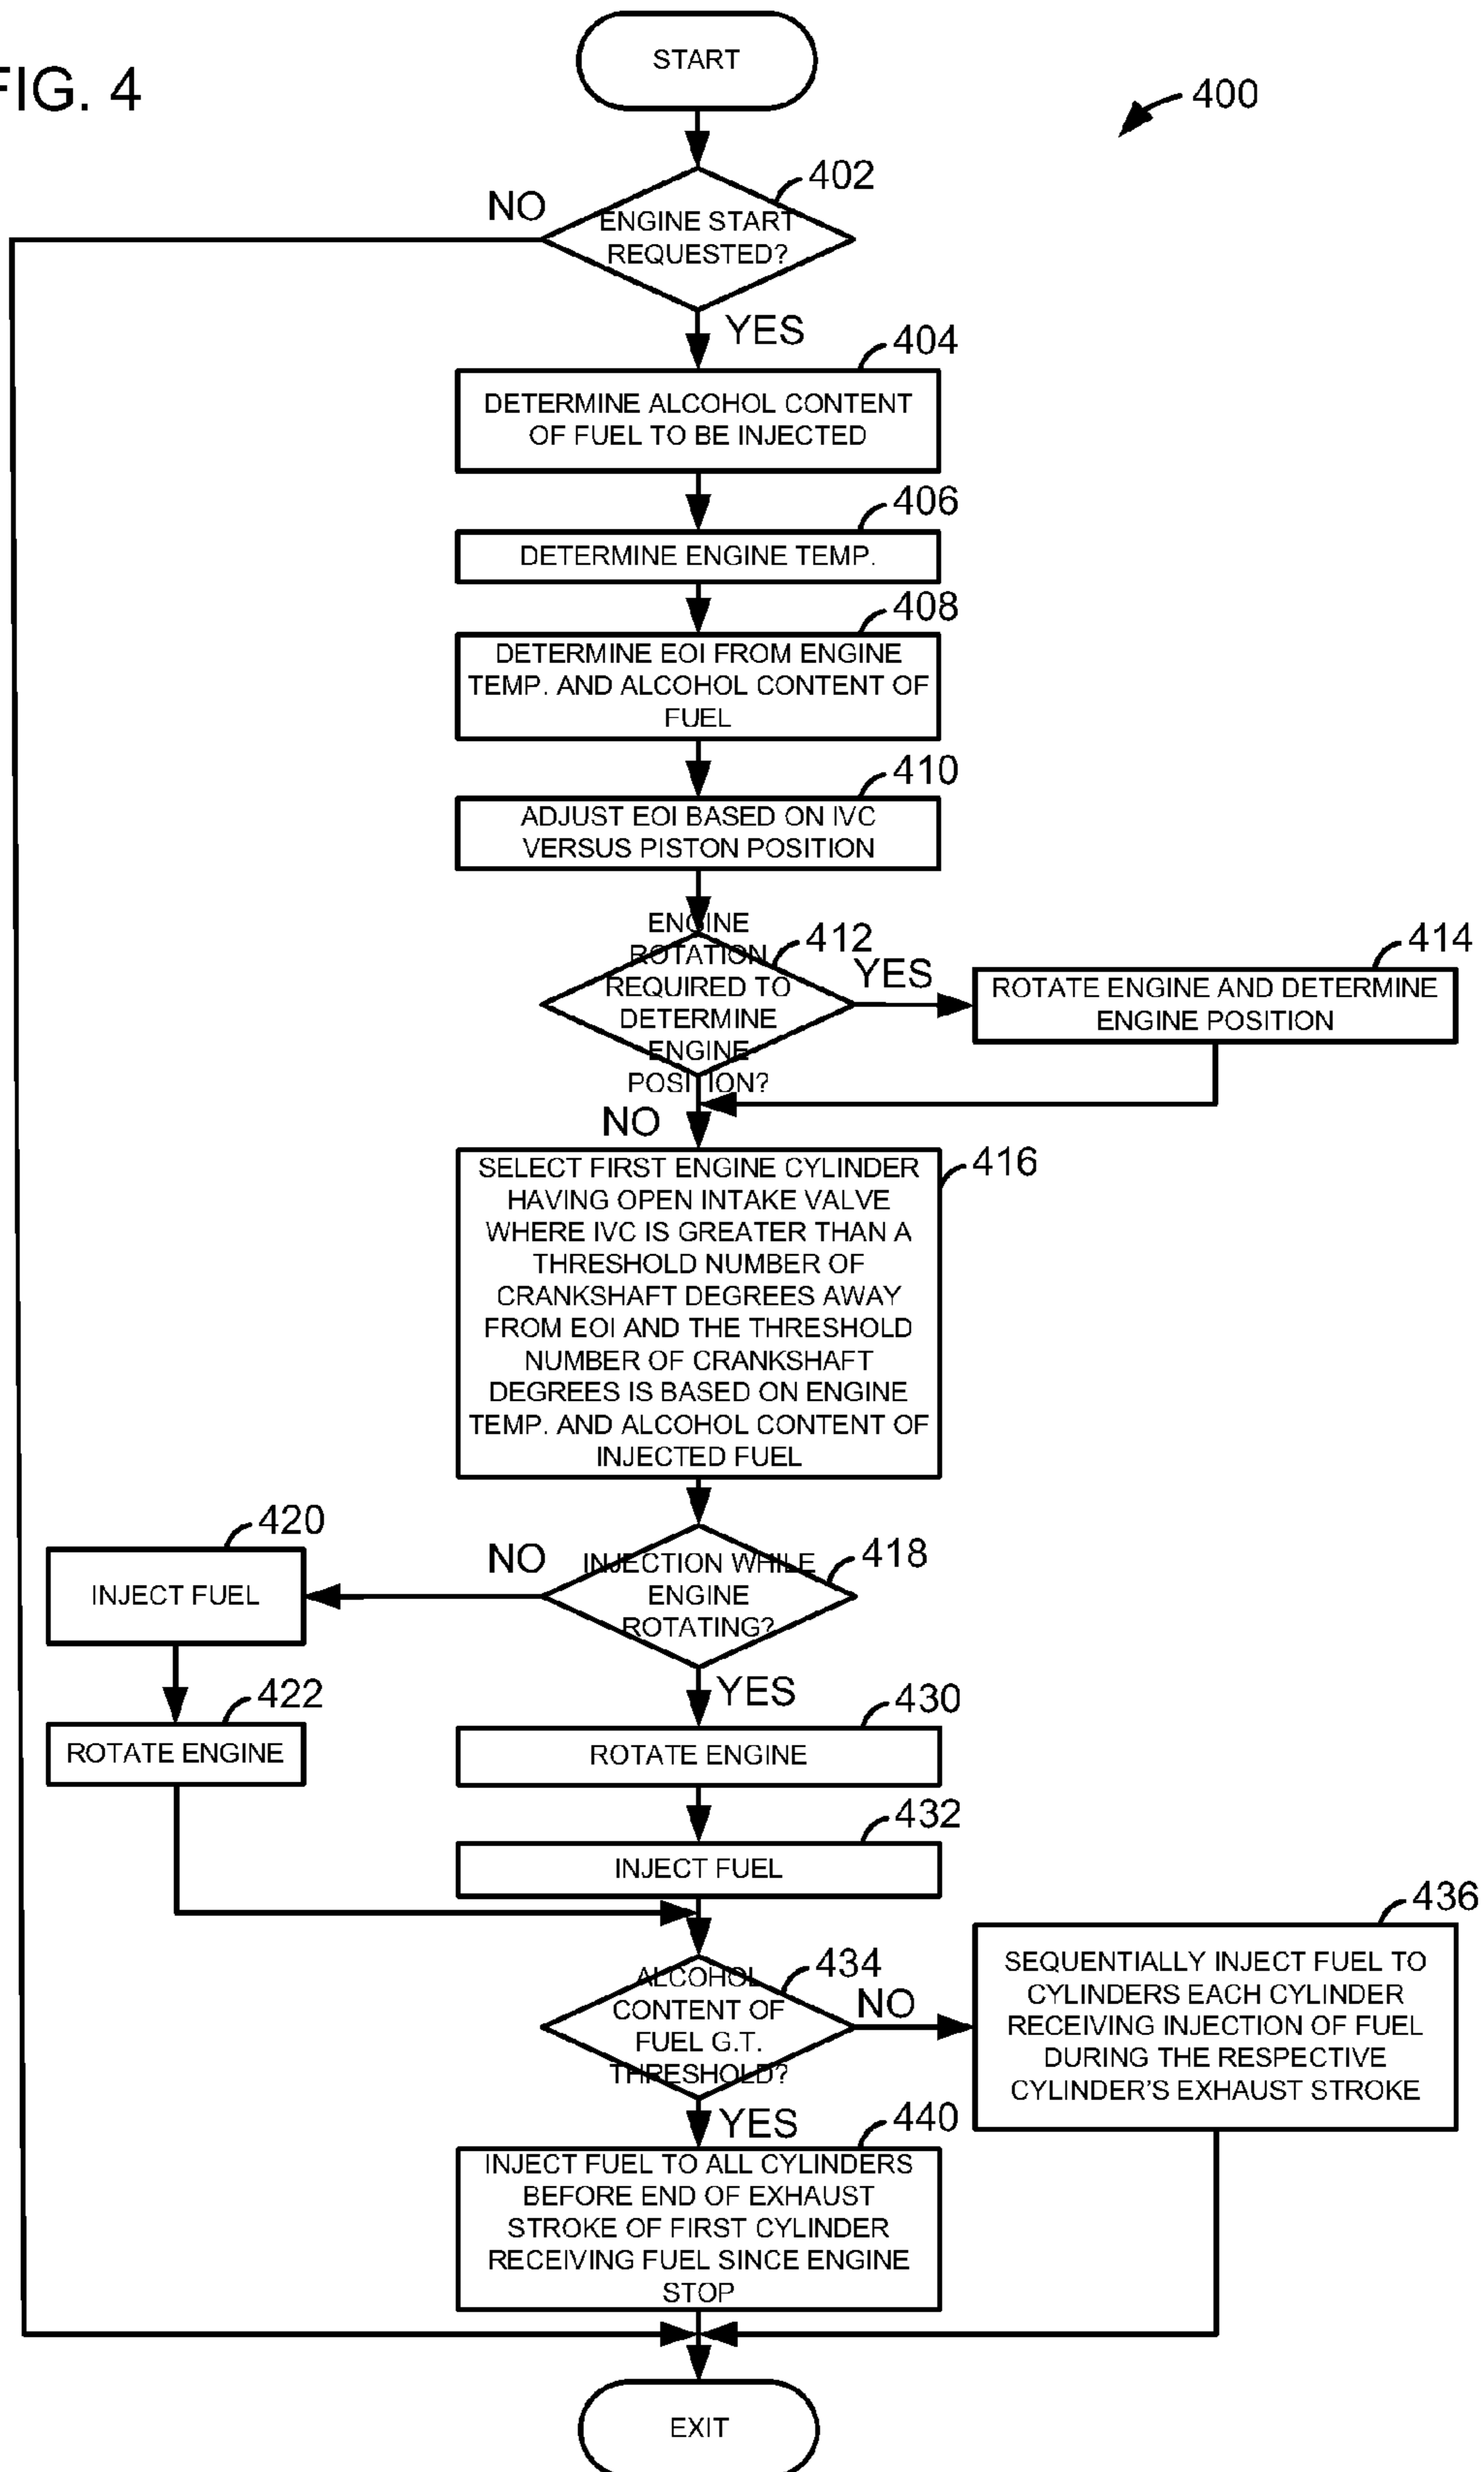 START
FIG. 4
400
402
NO
ENGINE START
REQUESTED?
YES
404
DETERMINE ALCOHOL CONTENT
OF FUEL TO BE INJECTED
406
DETERMINE ENGINE TEMP.
408
DETERMINE EOI FROM ENGINE
TEMP. AND ALCOHOL CONTENT OF
FUEL
410
ADJUST EOI BASED ON IVC
VERSUS PISTON POSITION
412
ENGINE
ROTATION
REQUIRED TO
DETERMINE
ENGINE
POSITION?
YES
414
ROTATE ENGINE AND DETERMINE
ENGINE POSITION
NO
416
SELECT FIRST ENGINE CYLINDER
HAVING OPEN INTAKE VALVE
WHERE IVC IS GREATER THAN A
THRESHOLD NUMBER OF
CRANKSHAFT DEGREES AWAY
FROM EOI AND THE THRESHOLD
NUMBER OF CRANKSHAFT
DEGREES IS BASED ON ENGINE
TEMP. AND ALCOHOL CONTENT OF
INJECTED FUEL
418
INJECTION WHILE
ENGINE
ROTATING?
NO
420
INJECT FUEL
422
ROTATE ENGINE
YES
430
ROTATE ENGINE
432
INJECT FUEL
434
ALCOHOL
CONTENT OF
FUEL G.T.
THRESHOLD?
NO
436
SEQUENTIALLY INJECT FUEL TO
CYLINDERS EACH CYLINDER
RECEIVING INJECTION OF FUEL
DURING THE RESPECTIVE
CYLINDER'S EXHAUST STROKE
YES
440
INJECT FUEL TO ALL CYLINDERS
BEFORE END OF EXHAUST
STROKE OF FIRST CYLINDER
RECEIVING FUEL SINCE ENGINE
STOP
EXIT